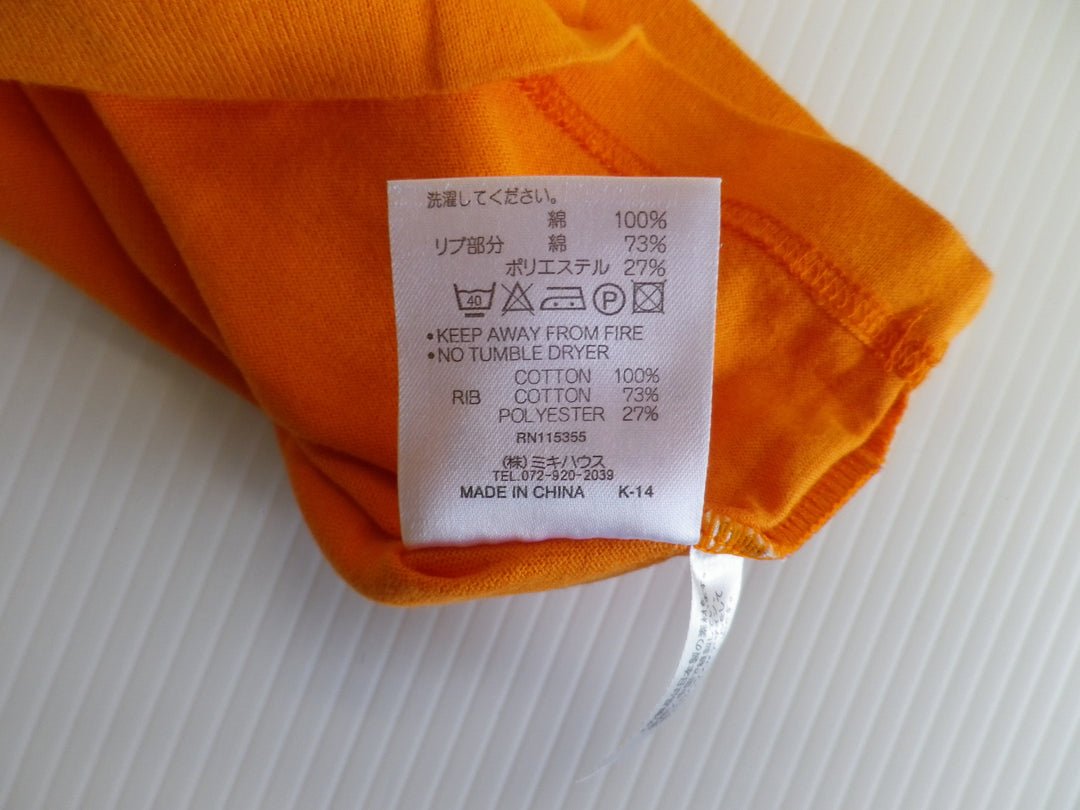 洗濯してください。
綿 100%
リブ部分 綿 73%
ポリエステル 27%
40 P
•KEEP AWAY FROM FIRE
•NO TUMBLE DRYER
COTTON 100%
RIB COTTON 73%
POLYESTER 27%
RN115355
(株)ミキハウス
TEL.072-920-2039
MADE IN CHINA K-14